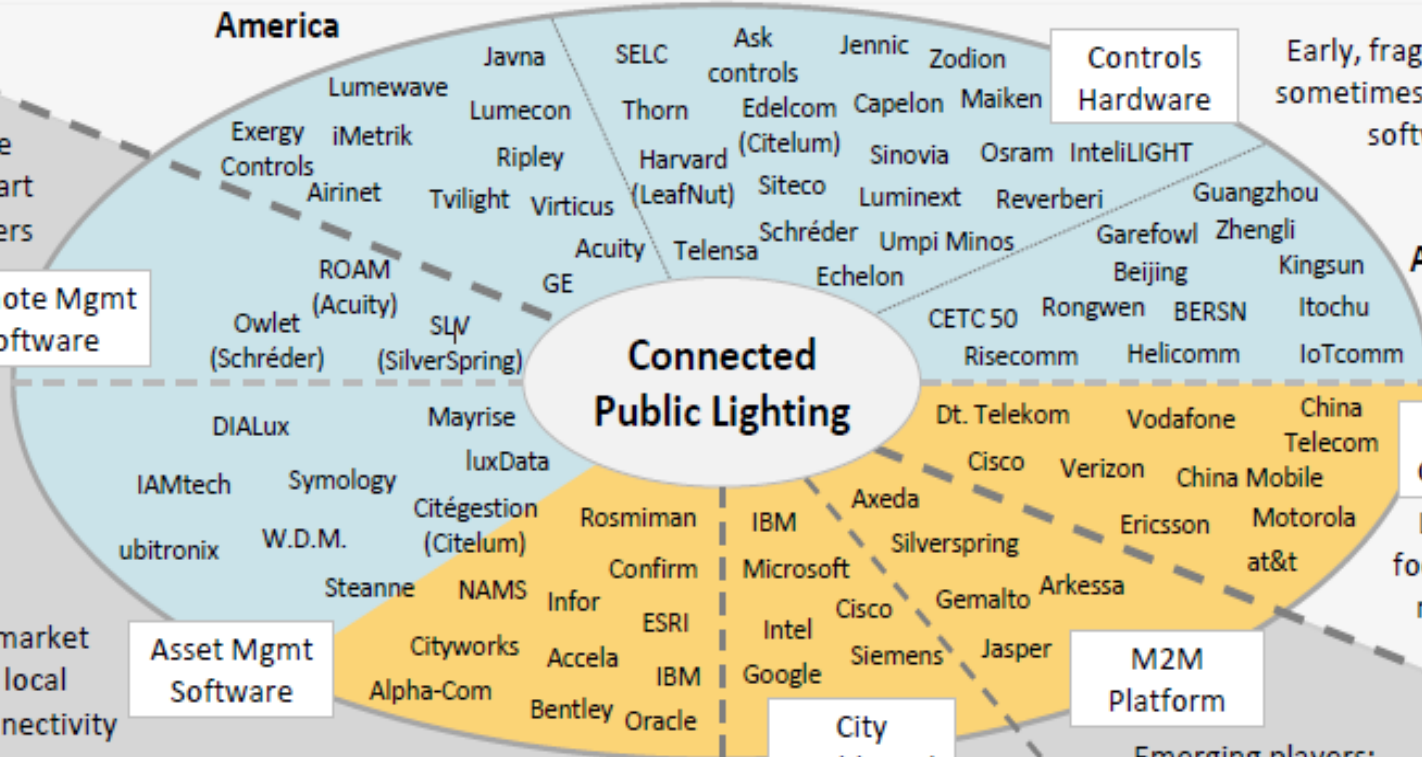 America
Early, frag
sometimes
softw
e
art
ers
ote Mgmt
oftware
Controls
Hardware
Javna
Lumewave
Lumecon
Exergy
Controls
iMetrik
Ripley
Airinet
Tvilight
Virticus
Acuity
GE
ROAM
(Acuity)
Owlet
(Schréder)
SLV
(SilverSpring)
SELC
Ask
controls
Jennic
Zodion
Thorn
Edelcom
(Citelum)
Capelon
Maiken
Harvard
(LeafNut)
Sinovia
Osram
InteliLIGHT
Siteco
Luminext
Reverberi
Schréder
Umpi Minos
Telensa
Echelon
Guangzhou
Garefowl
Zhengli
Beijing
Kingsun
Rongwen
BERSN
Itochu
CETC 50
Risecomm
Helicomm
IoTcomm
A
Connected
Public Lighting
DIALux
Mayrise
luxData
IAMtech
Symology
Citégestion
(Citelum)
ubitronix
W.D.M.
Steanne
Asset Mgmt
Software
market
local
nnectivity
Rosmiman
Confirm
NAMS
Infor
ESRI
Cityworks
Accela
IBM
Alpha-Com
Bentley
Oracle
IBM
Microsoft
Cisco
Intel
Siemens
Google
City
Axeda
Silverspring
Gemalto
Arkessa
Jasper
M2M
Platform
Dt. Telekom
Vodafone
China
Telecom
Cisco
Verizon
China Mobile
Ericsson
Motorola
at&t
fo
Emerging players: